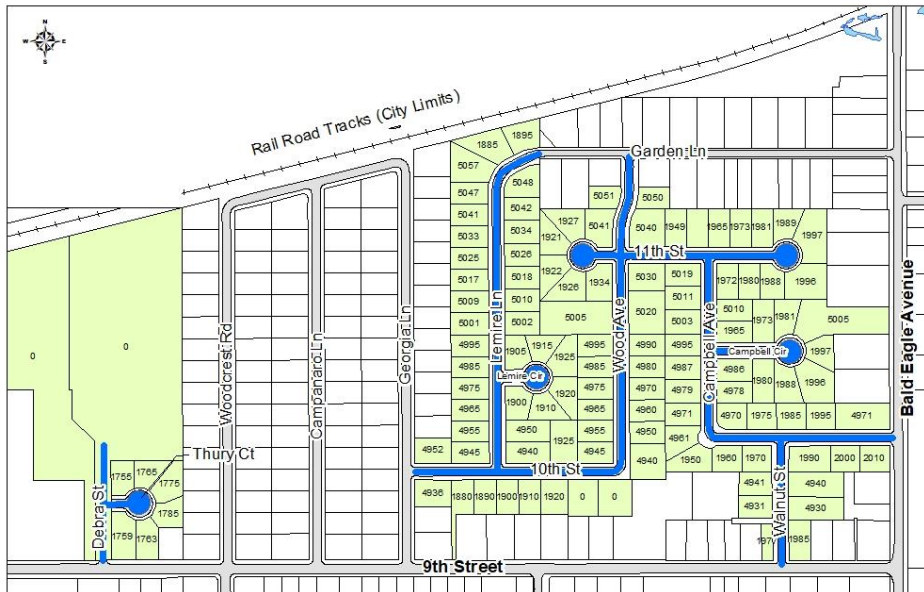 N
W E
S
Rail Road Tracks (City Limits)
Garden Ln
1885 1895
5057 5048
5047 5042
5041 5034
5033 5026
5025 5018
5017 5010
5009 5002
5001
5051 5050
1927 5041 5040 1949 1965 1973 1981 1989
1921 1997
11th St
1922 1926 1934 5030 5019 1972 1980 1988 1996
5011
5005 5020 5003 5010 1973 1981 5005
1965
4995 1905 1915 1925 4995 4990 4995
Campbell Cir 1997
4985 4985 4980 4987 4986
Lemire Cir
4975 1900 1920 4975 4970 4979 4978 1980 1988 1996
1910
4965 4965 4960 4971 4970 1975 1985 1995 4971
4955 4950 1925 4955 4950 4961
4952 4945 4940 4945 4940 1950 1960 1970 1990 2000 2010
10th St
4936 1880 1890 1900 1910 1920 0 0
4941 4940
4931 4930
1985
0 0
1755 1765 1775
1785
1759 1763
Thury Ct
Debra St
Woodcrest Rd
Campanaro Ln
Georgia Ln
Lemire Ln
Wood Ave
Campbell Ave
Walnut St
Bald Eagle Avenue
9th Street